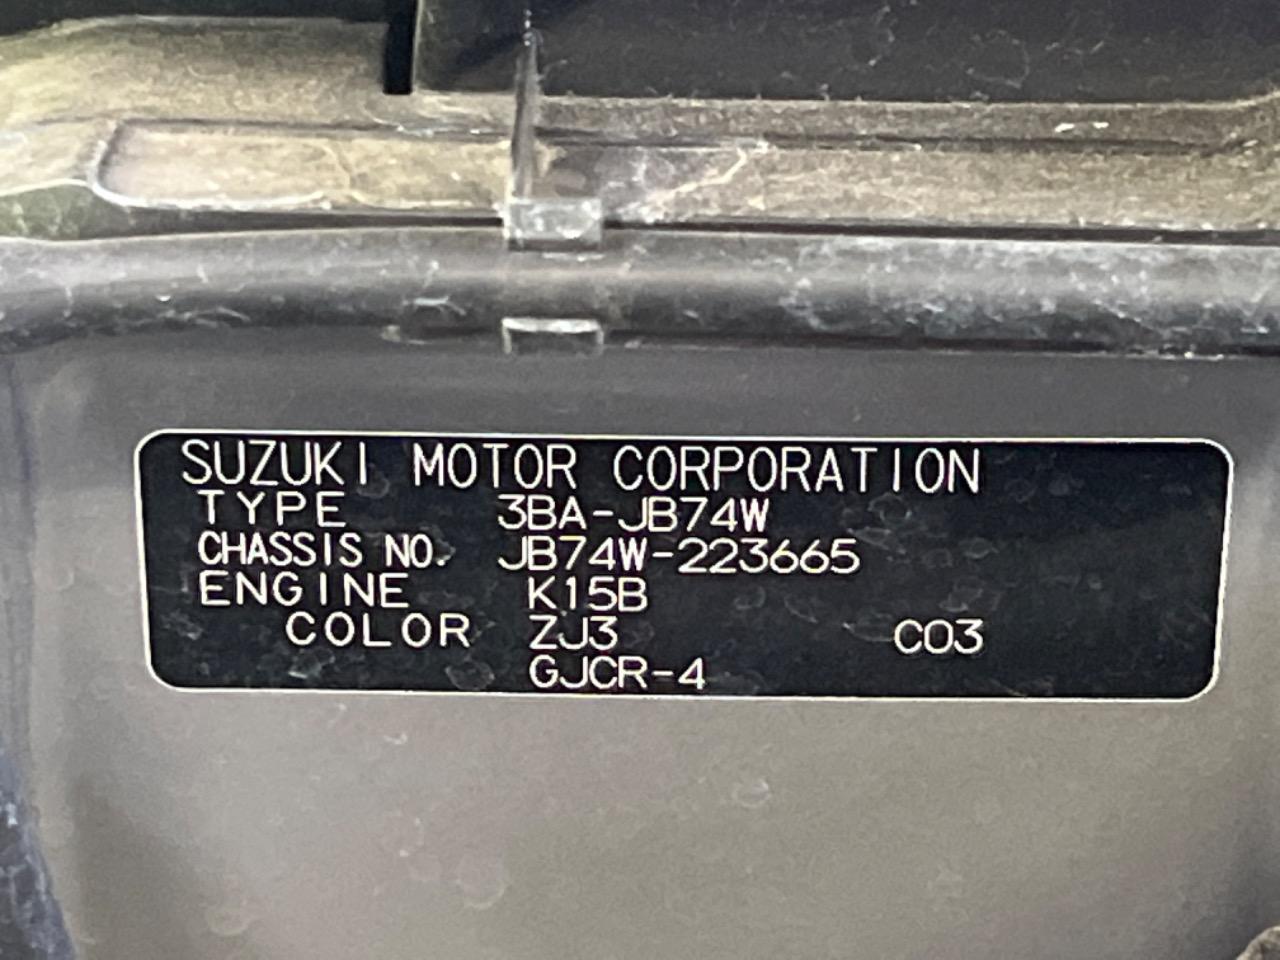 SUZUKI MOTOR CORPORATION
TYPE 3BA-JB74W
CHASSIS NO. JB74W-223665
ENGINE K15B
COLOR ZJ3 C03
GJCR-4